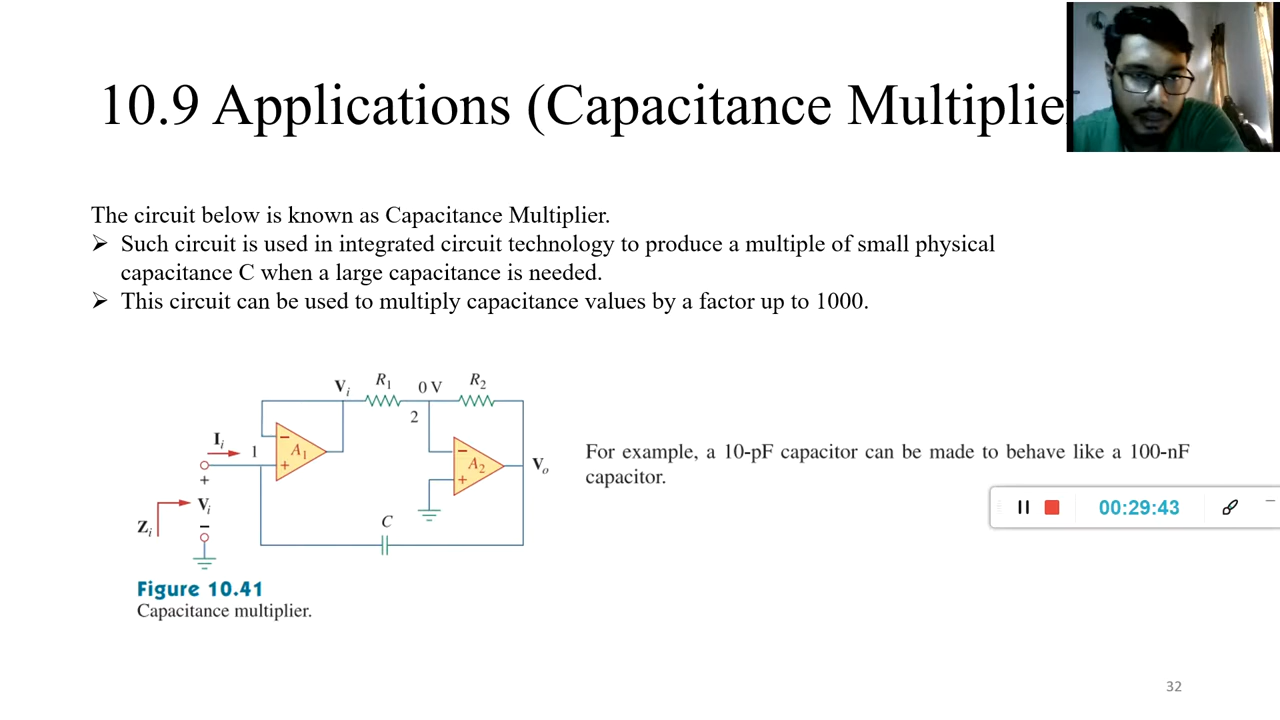 10.9 Applications (Capacitance Multiplie
The circuit below is known as Capacitance Multiplier.
➢ Such circuit is used in integrated circuit technology to produce a multiple of small physical
capacitance C when a large capacitance is needed.
➢ This circuit can be used to multiply capacitance values by a factor up to 1000.
Vi R1 0 V R2
2
Ii 1 − A1 +
− A2 + Vo
+ Vi −
Zi
C
For example, a 10-pF capacitor can be made to behave like a 100-nF
capacitor.
00:29:43
Figure 10.41
Capacitance multiplier.
32